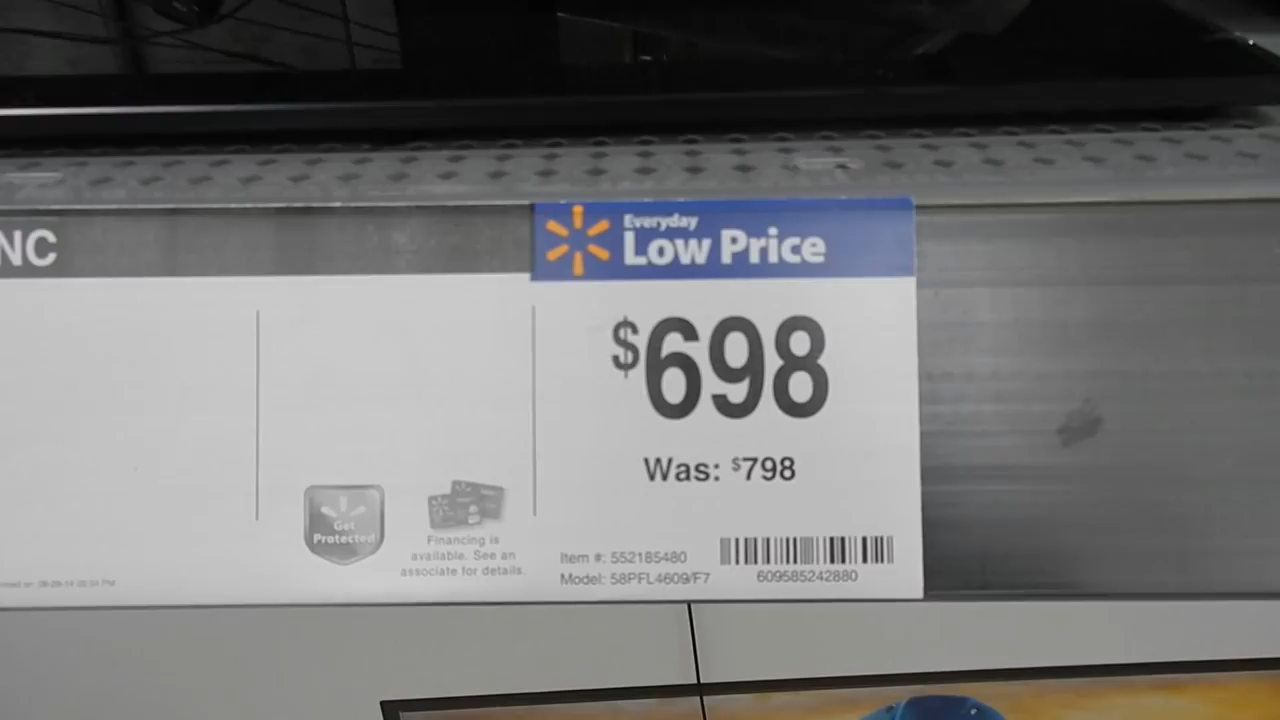 NC
Everyday
Low Price
$698
Was: $798
Get
Protected
Financing is
available. See an
associate for details.
Item #: 552185480
Model: 58PFL4609/F7
609585242880